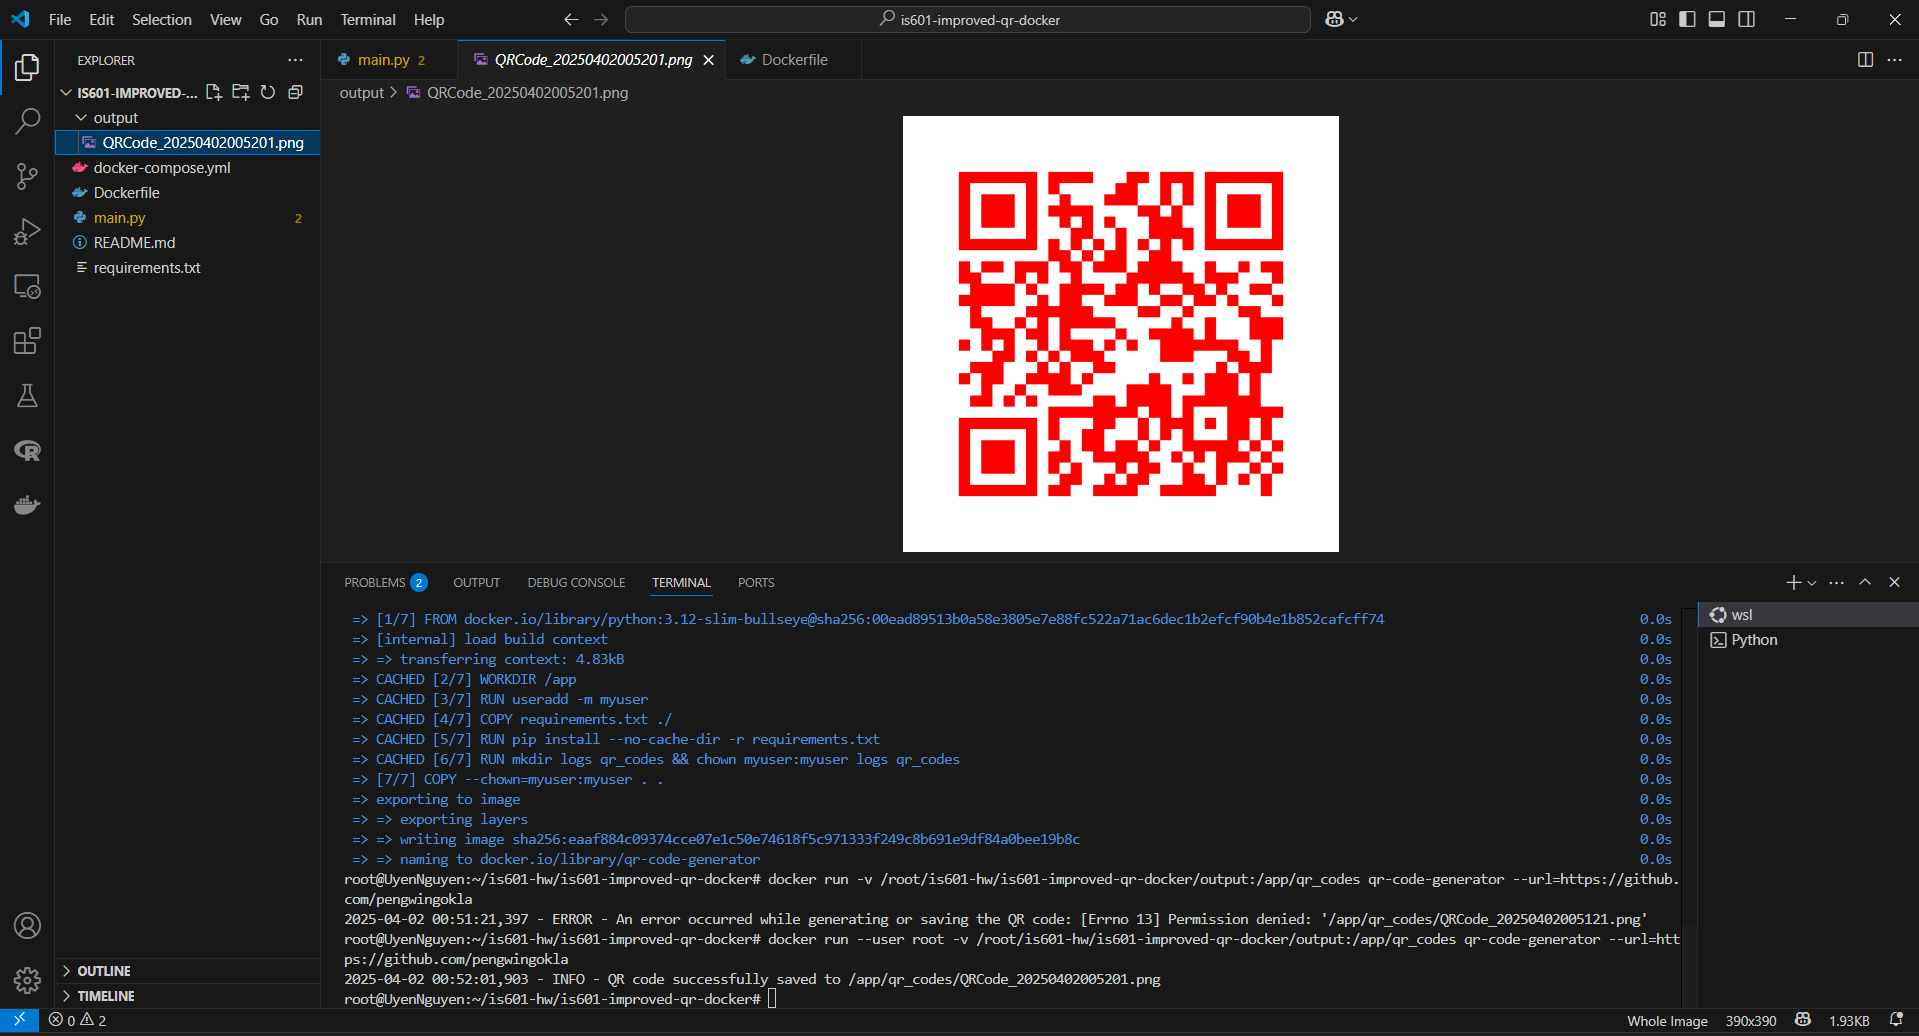 File Edit Selection View Go Run Terminal Help
is601-improved-qr-docker
EXPLORER
IS601-IMPROVED-...
output
QRCode_20250402005201.png
docker-compose.yml
Dockerfile
main.py 2
README.md
requirements.txt
OUTLINE
TIMELINE
main.py 2
QRCode_20250402005201.png
Dockerfile
output > QRCode_20250402005201.png
PROBLEMS 2 OUTPUT DEBUG CONSOLE TERMINAL PORTS
=> [1/7] FROM docker.io/library/python:3.12-slim-bullseye@sha256:00ead89513b0a58e3805e7e88fc522a71ac6dec1b2efcf90b4e1b852cafcff74 0.0s
=> [internal] load build context 0.0s
=> => transferring context: 4.83kB 0.0s
=> CACHED [2/7] WORKDIR /app 0.0s
=> CACHED [3/7] RUN useradd -m myuser 0.0s
=> CACHED [4/7] COPY requirements.txt ./ 0.0s
=> CACHED [5/7] RUN pip install --no-cache-dir -r requirements.txt 0.0s
=> CACHED [6/7] RUN mkdir logs qr_codes && chown myuser:myuser logs qr_codes 0.0s
=> [7/7] COPY --chown=myuser:myuser . . 0.0s
=> exporting to image 0.0s
=> => exporting layers 0.0s
=> => writing image sha256:eaaf884c09374cce07e1c50e74618f5c971333f249c8b691e9df84a0bee19b8c 0.0s
=> => naming to docker.io/library/qr-code-generator 0.0s
root@UyenNguyen:~/is601-hw/is601-improved-qr-docker# docker run -v /root/is601-hw/is601-improved-qr-docker/output:/app/qr_codes qr-code-generator --url=https://github.
com/pengwingokla
2025-04-02 00:51:21,397 - ERROR - An error occurred while generating or saving the QR code: [Errno 13] Permission denied: '/app/qr_codes/QRCode_20250402005121.png'
root@UyenNguyen:~/is601-hw/is601-improved-qr-docker# docker run --user root -v /root/is601-hw/is601-improved-qr-docker/output:/app/qr_codes qr-code-generator --url=htt
ps://github.com/pengwingokla
2025-04-02 00:52:01,903 - INFO - QR code successfully saved to /app/qr_codes/QRCode_20250402005201.png
root@UyenNguyen:~/is601-hw/is601-improved-qr-docker#
wsl
Python
0 2
Whole Image 390x390 1.93KB